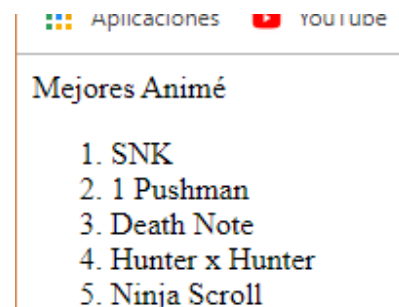 Aplicaciones YouTube
Mejores Animé
1. SNK
2. 1 Pushman
3. Death Note
4. Hunter x Hunter
5. Ninja Scroll